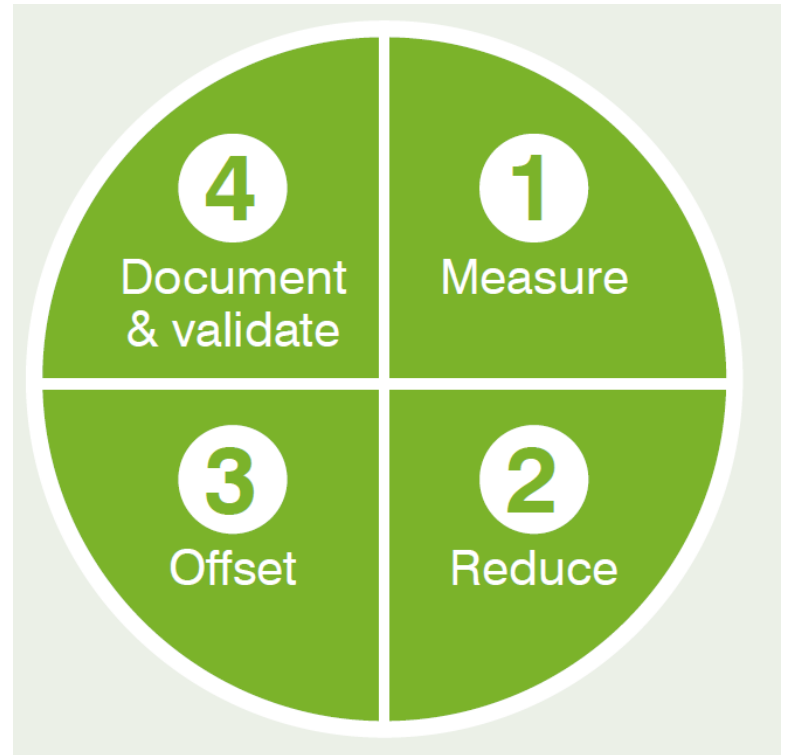 1
Measure
2
Reduce
3
Offset
4
Document
& validate